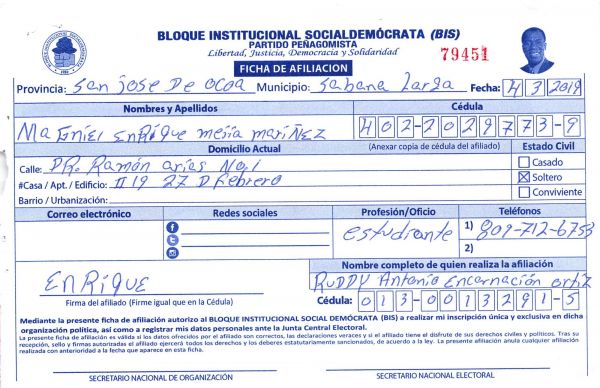 BLOQUE INSTITUCIONAL SOCIALDEMÓCRATA (BIS)
PARTIDO PEÑAGOMISTA
Libertad, Justicia, Democracia y Solidaridad
79451
FICHA DE AFILIACION
Provincia: San Jose De Ocoa Municipio: Sabana Larga Fecha: 4/3/2019
Nombres y Apellidos Cédula
Enrique mejia mariñez 402-2029773-9
Domicilio Actual (Anexar copia de cédula del afiliado) Estado Civil
Calle: DR. Ramón arias No. 1 Casado
#Casa / Apt. / Edificio: 27 D Febrero Soltero
Barrio / Urbanización: Conviviente
Correo electrónico Redes sociales Profesión/Oficio Teléfonos
estudiante 1) 809-712-6753
2)
Nombre completo de quien realiza la afiliación
ENRIQUE RUDDY Antonio Encarnación ortiz
Firma del afiliado (Firme igual que en la Cédula) Cédula: 013-0013291-5
Mediante la presente ficha de afiliación autorizo al BLOQUE INSTITUCIONAL SOCIAL DEMÓCRATA (BIS) a realizar mi inscripción única y exclusiva en dicha
organización política, así como a registrar mis datos personales ante la Junta Central Electoral.
La presente ficha de afiliación es válida si los datos ofrecidos por el afiliado son correctos, las declaraciones veraces y si el afiliado tiene el disfrute de sus derechos civiles y políticos. Tras su
recepción, sello y firmas autorizadas el afiliado ejercerá todos los derechos y los deberes estatutariamente sancionados, de acuerdo a la ley. La presente afiliación anula cualquier afiliación
realizada con anterioridad a la fecha que aparece en esta ficha.
SECRETARIO NACIONAL DE ORGANIZACIÓN SECRETARIO NACIONAL ELECTORAL